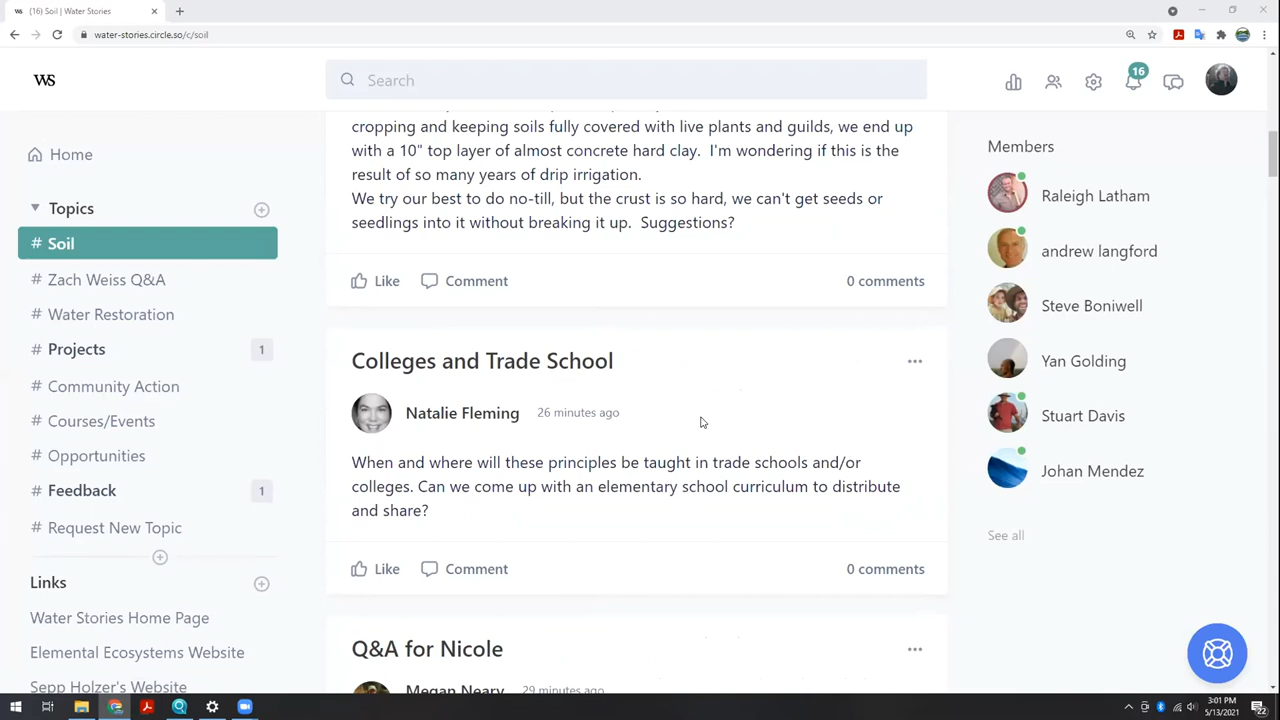 (16) Soil | Water Stories
water-stories.circle.so/c/soil
WS
Search
16
Home
Topics
# Soil
# Zach Weiss Q&A
# Water Restoration
# Projects 1
# Community Action
# Courses/Events
# Opportunities
# Feedback 1
# Request New Topic
Links
Water Stories Home Page
Elemental Ecosystems Website
Sepp Holzer's Website
cropping and keeping soils fully covered with live plants and guilds, we end up
with a 10" top layer of almost concrete hard clay. I'm wondering if this is the
result of so many years of drip irrigation.
We try our best to do no-till, but the crust is so hard, we can't get seeds or
seedlings into it without breaking it up. Suggestions?
Like Comment 0 comments
Colleges and Trade School
Natalie Fleming 26 minutes ago
When and where will these principles be taught in trade schools and/or
colleges. Can we come up with an elementary school curriculum to distribute
and share?
Like Comment 0 comments
Q&A for Nicole
Megan Neary 29 minutes ago
Members
Raleigh Latham
andrew langford
Steve Boniwell
Yan Golding
Stuart Davis
Johan Mendez
See all
3:01 PM
5/13/2021
22